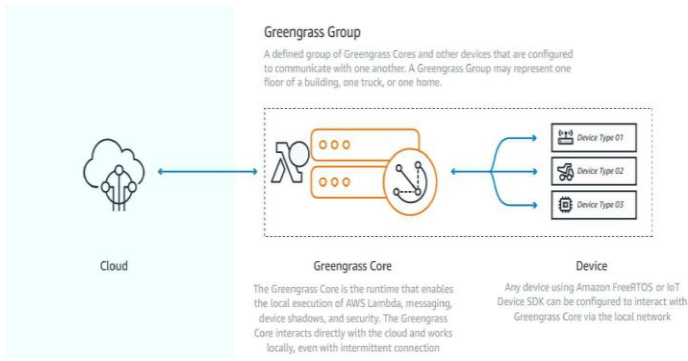 Greengrass Group
A defined group of Greengrass Cores and other devices that are configured
to communicate with one another. A Greengrass Group may represent one
floor of a building, one truck, or one home.
Device Type 01
Device Type 02
Device Type 03
Cloud
Greengrass Core
The Greengrass Core is the runtime that enables
the local execution of AWS Lambda, messaging,
device shadows, and security. The Greengrass
Core interacts directly with the cloud and works
locally, even with intermittent connection
Device
Any device using Amazon FreeRTOS or IoT
Device SDK can be configured to interact with
Greengrass Core via the local network